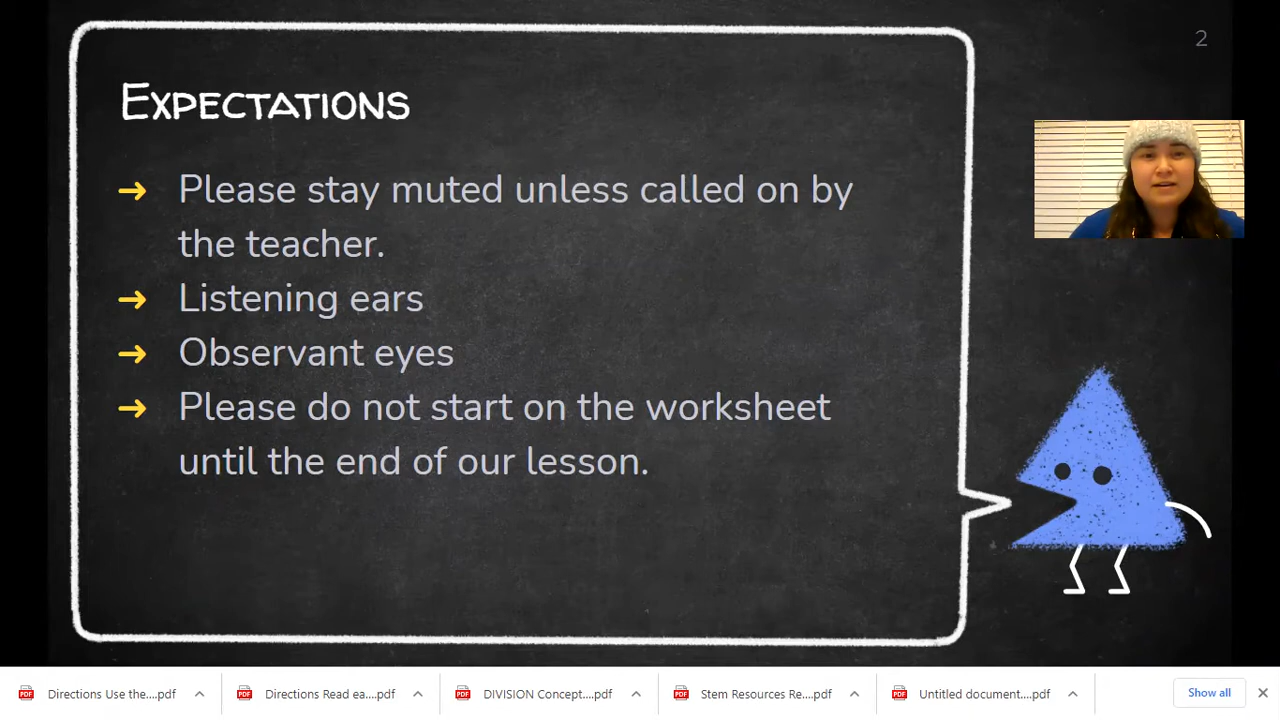 2
Expectations
➔ Please stay muted unless called on by
the teacher.
➔ Listening ears
➔ Observant eyes
➔ Please do not start on the worksheet
until the end of our lesson.
Directions Use the....pdf
Directions Read ea....pdf
DIVISION Concept....pdf
Stem Resources Re....pdf
Untitled document....pdf
Show all